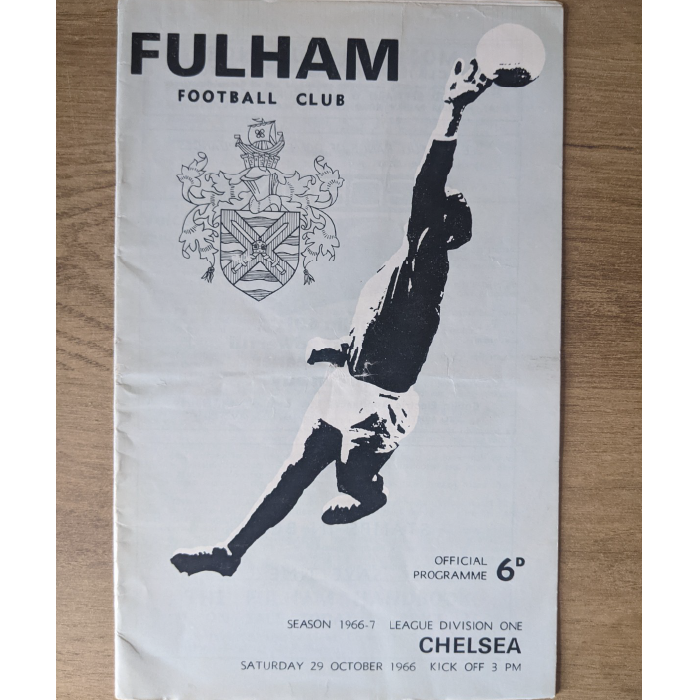 FULHAM
FOOTBALL CLUB
OFFICIAL
PROGRAMME 6D
SEASON 1966-7 LEAGUE DIVISION ONE
CHELSEA
SATURDAY 29 OCTOBER 1966 KICK OFF 3 PM